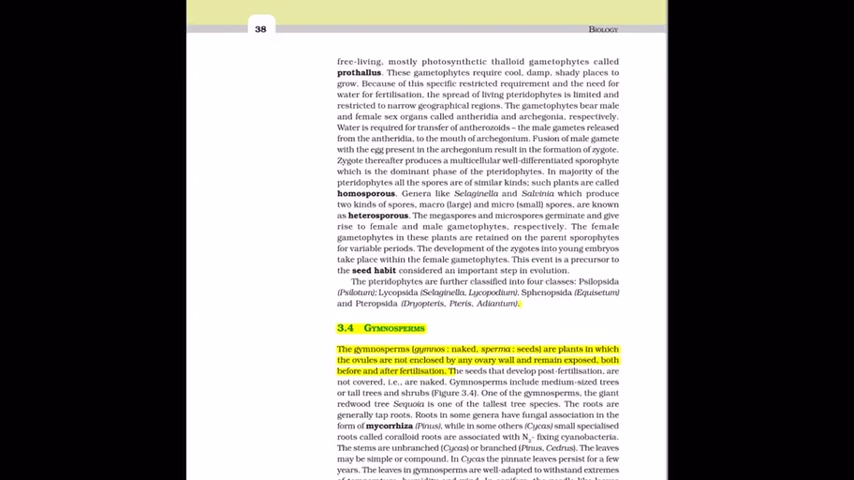 38
BIOLOGY
free-living, mostly photosynthetic thalloid gametophytes called
prothallus. These gametophytes require cool, damp, shady places to
grow. Because of this specific restricted requirement and the need for
water for fertilisation, the spread of living pteridophytes is limited and
restricted to narrow geographical regions. The gametophytes bear male
and female sex organs called antheridia and archegonia, respectively.
Water is required for transfer of antherozoids – the male gametes released
from the antheridia, to the mouth of archegonium. Fusion of male gamete
with the egg present in the archegonium result in the formation of zygote.
Zygote thereafter produces a multicellular well-differentiated sporophyte
which is the dominant phase of the pteridophytes. In majority of the
pteridophytes all the spores are of similar kinds; such plants are called
homosporous. Genera like Selaginella and Salvinia which produce
two kinds of spores, macro (large) and micro (small) spores, are known
as heterosporous. The megaspores and microspores germinate and give
rise to female and male gametophytes, respectively. The female
gametophytes in these plants are retained on the parent sporophytes
for variable periods. The development of the zygotes into young embryos
take place within the female gametophytes. This event is a precursor to
the seed habit considered an important step in evolution.
The pteridophytes are further classified into four classes: Psilopsida
(Psilotum); Lycopsida (Selaginella, Lycopodium), Sphenopsida (Equisetum)
and Pteropsida (Dryopteris, Pteris, Adiantum).
3.4 GYMNOSPERMS
The gymnosperms (gymnos : naked, sperma : seeds) are plants in which
the ovules are not enclosed by any ovary wall and remain exposed, both
before and after fertilisation. The seeds that develop post-fertilisation, are
not covered, i.e., are naked. Gymnosperms include medium-sized trees
or tall trees and shrubs (Figure 3.4). One of the gymnosperms, the giant
redwood tree Sequoia is one of the tallest tree species. The roots are
generally tap roots. Roots in some genera have fungal association in the
form of mycorrhiza (Pinus), while in some others (Cycas) small specialised
roots called coralloid roots are associated with N2- fixing cyanobacteria.
The stems are unbranched (Cycas) or branched (Pinus, Cedrus). The leaves
may be simple or compound. In Cycas the pinnate leaves persist for a few
years. The leaves in gymnosperms are well-adapted to withstand extremes